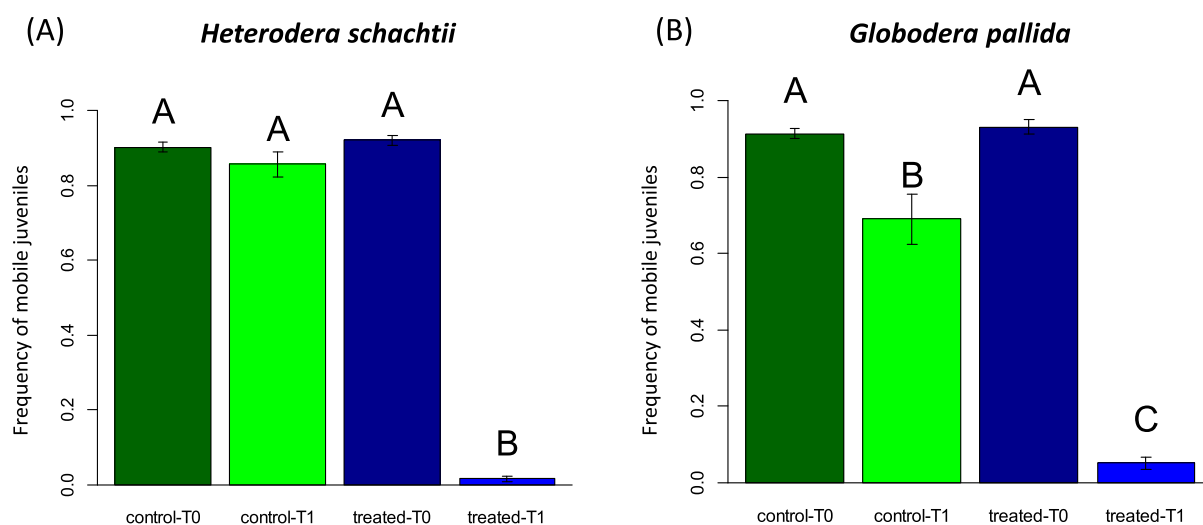 (A)
Heterodera schachtii
Frequency of mobile juveniles
1.0
0.8
0.6
0.4
0.2
0.0
A
A
A
B
control-T0
control-T1
treated-T0
treated-T1
(B)
Globodera pallida
Frequency of mobile juveniles
1.0
0.8
0.6
0.4
0.2
0.0
A
B
A
C
control-T0
control-T1
treated-T0
treated-T1